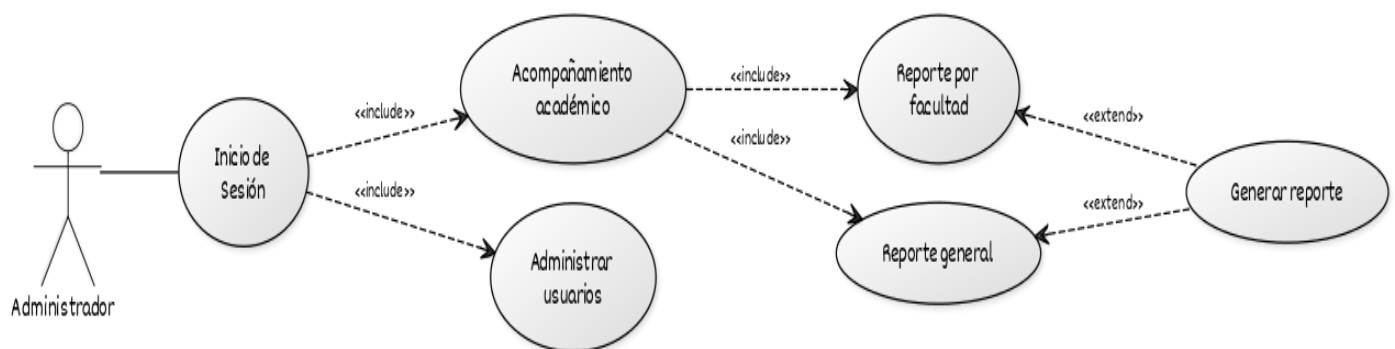 Administrador
Inicio de
Sesión
<<include>>
<<include>>
Acompañamiento
académico
Administrar
usuarios
<<include>>
<<include>>
Reporte por
facultad
Reporte general
<<extend>>
<<extend>>
Generar reporte